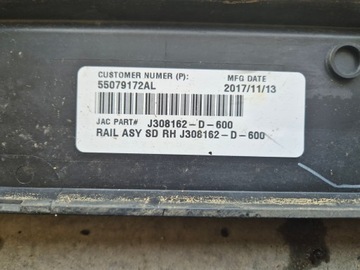 CUSTOMER NUMER (P): MFG DATE
55079172AL 2017/11/13
JAC PART# J308162-D-600
RAIL ASY SD RH J308162-D-600